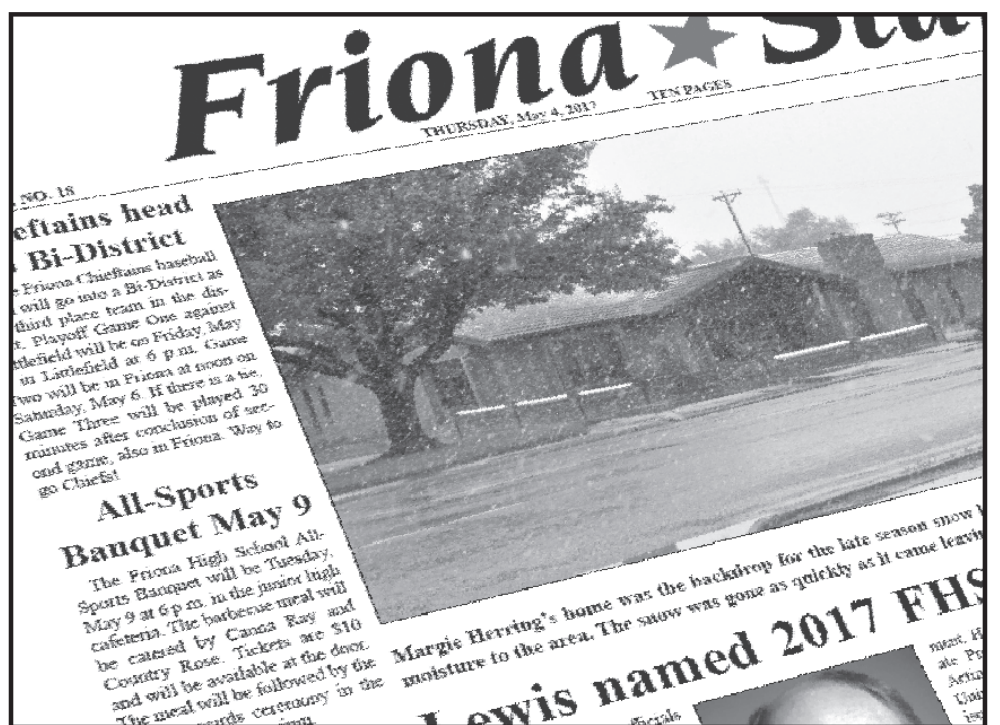 Friona
THURSDAY, May 4, 2017 TEN PAGES
NO. 18
eftains head
Bi-District
Friona Chieftains baseball
will go into a Bi-District as
third place team in the dis-
Playoff Game One against
ttlefield will be on Friday, May
in Littlefield at 6 p.m. Game
Two will be in Friona at noon on
Saturday, May 6. If there is a tie,
Game Three will be played 30
minutes after conclusion of sec-
ond game, also in Friona. Way to
go Chiefs!
All-Sports
Banquet May 9
The Friona High School All-
Sports Banquet will be Tuesday,
May 9 at 6 p.m. in the junior high
cafeteria. The barbecue meal will
be catered by Canda Ray and
Country Rose. Tickets are $10
and will be available at the door.
The meal will be followed by the
ceremony in the
Margie Herring's home was the backdrop for the late season snow
moisture to the area. The snow was gone as quickly as it came
Lewis named 2017 FHS